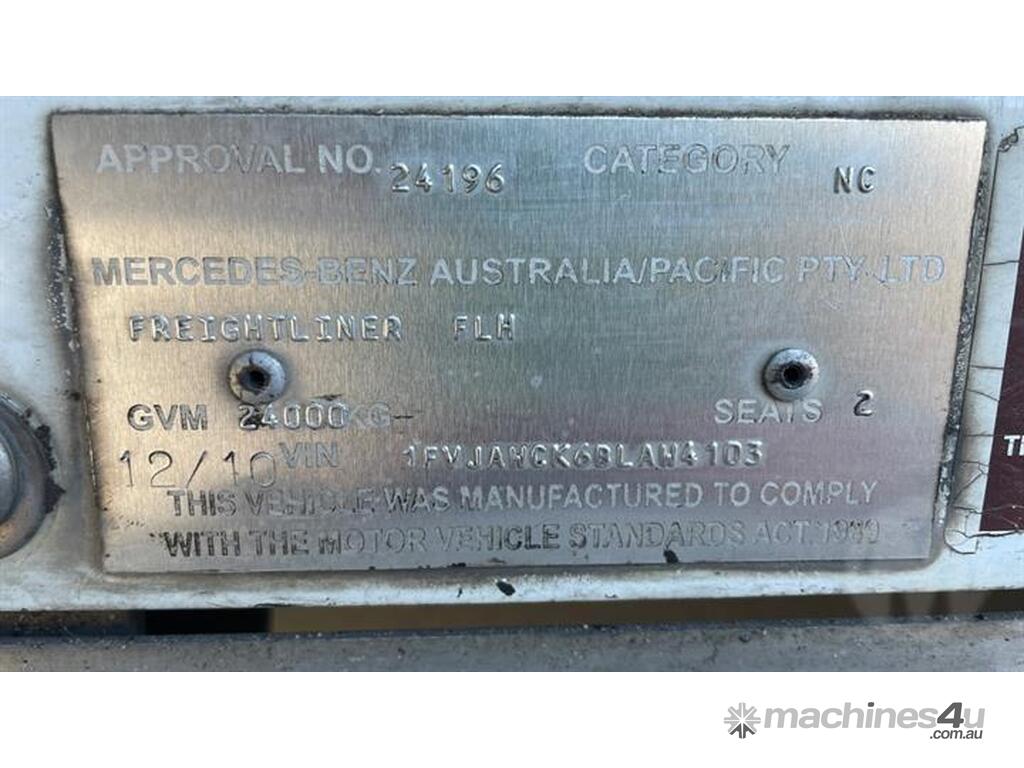 APPROVAL NO. 24196 CATEGORY NC
MERCEDES-BENZ AUSTRALIA/PACIFIC PTY. LTD
FREIGHTLINER FLH
GVM 24000KG SEATS 2
12/10 VIN 1FVJAWCK6BLAW4103
THIS VEHICLE WAS MANUFACTURED TO COMPLY
WITH THE MOTOR VEHICLE STANDARDS ACT. 1989
machines4u
.com.au